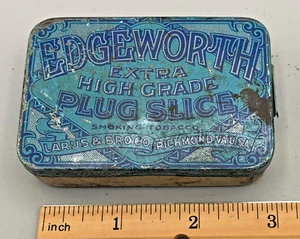 EDGEWORTH
EXTRA
HIGH GRADE
PLUG SLICE
SMOKING TOBACCO
LARUS & BRO. CO. RICHMOND, VA. U.S.A.
inch 1 2 3